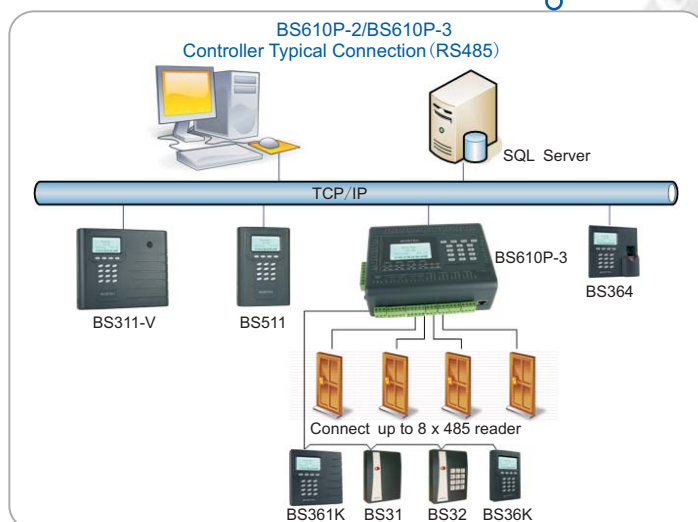 BS610P-2/BS610P-3
Controller Typical Connection(RS485)
SQL Server
TCP/IP
BS610P-3
BS311-V
BS511
BS364
Connect up to 8 x 485 reader
BS361K
BS31
BS32
BS36K